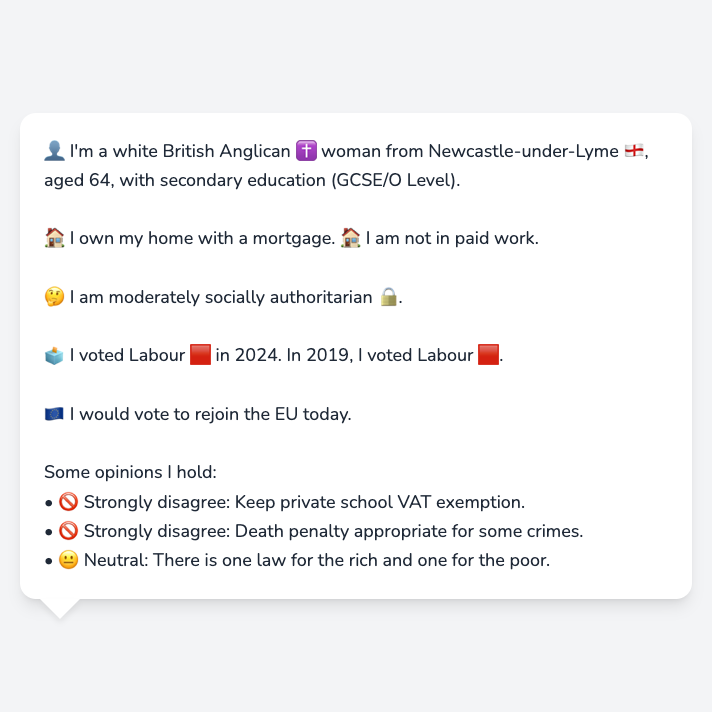 👤 I'm a white British Anglican ✝️ woman from Newcastle-under-Lyme 🏴󠁧󠁢󠁥󠁮󠁧󠁿,
aged 64, with secondary education (GCSE/O Level).
🏠 I own my home with a mortgage. 🏠 I am not in paid work.
🤔 I am moderately socially authoritarian 🔒.
🗳️ I voted Labour 🟥 in 2024. In 2019, I voted Labour 🟥.
🇪🇺 I would vote to rejoin the EU today.
Some opinions I hold:
• 🚫 Strongly disagree: Keep private school VAT exemption.
• 🚫 Strongly disagree: Death penalty appropriate for some crimes.
• 😐 Neutral: There is one law for the rich and one for the poor.